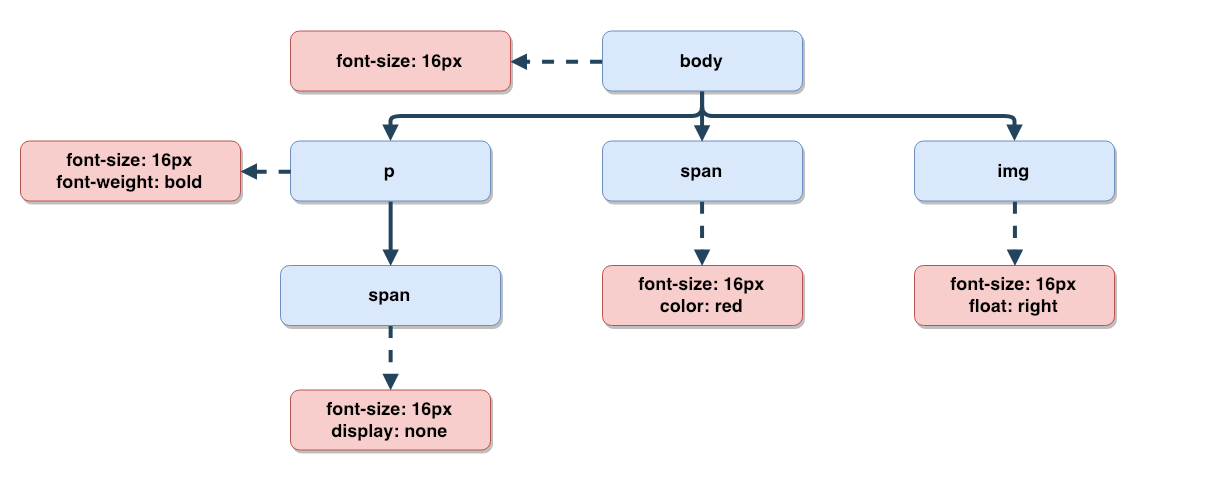 font-size: 16px
body
font-size: 16px
font-weight: bold
p
span
img
span
font-size: 16px
color: red
font-size: 16px
float: right
font-size: 16px
display: none